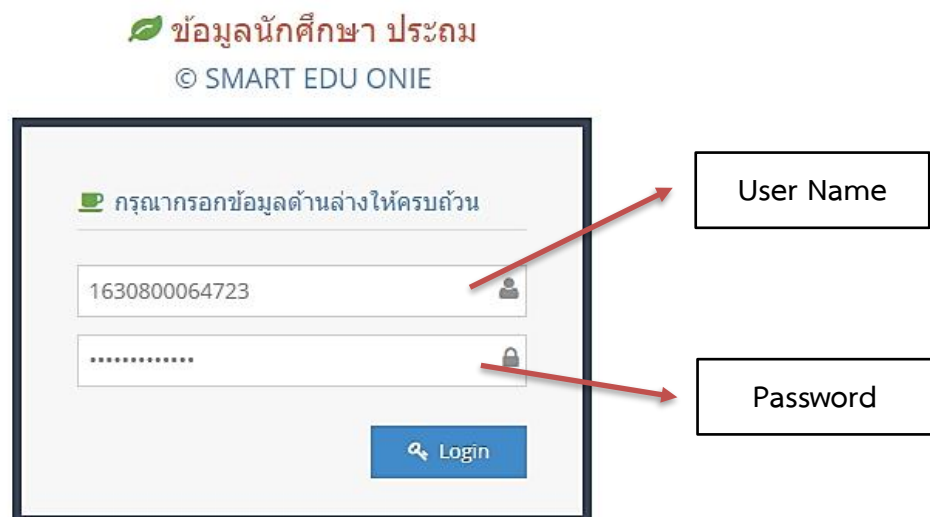 ข้อมูลนักศึกษา ประถม
© SMART EDU ONIE
กรุณากรอกข้อมูลด้านล่างให้ครบถ้วน
User Name
1630800064723
•••••••••••••
Password
Login